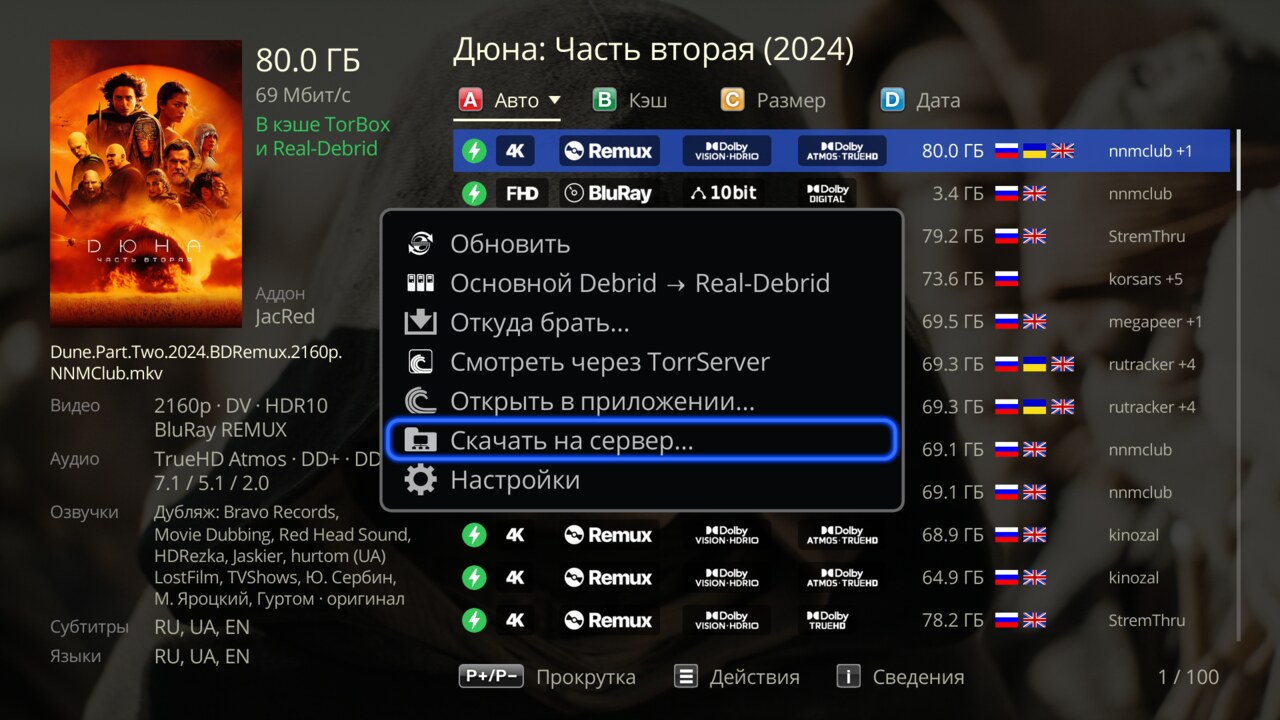 80.0 ГБ
69 Мбит/с
В кэше TorBox
и Real-Debrid
ДЮНА
ЧАСТЬ ВТОРАЯ
Аддон
JacRed
Dune.Part.Two.2024.BDRemux.2160p.
NNMClub.mkv
Видео 2160p · DV · HDR10
BluRay REMUX
Аудио TrueHD Atmos · DD+ · DD
7.1 / 5.1 / 2.0
Озвучки Дубляж: Bravo Records,
Movie Dubbing, Red Head Sound,
HDRezka, Jaskier, hurtom (UA)
LostFilm, TVShows, Ю. Сербин,
М. Яроцкий, Гуртом · оригинал
Субтитры RU, UA, EN
Языки RU, UA, EN
Дюна: Часть вторая (2024)
A Авто B Кэш C Размер D Дата
4K Remux Dolby VISION·HDR10 Dolby ATMOS·TRUEHD 80.0 ГБ nnmclub +1
FHD BluRay 10bit Dolby DIGITAL 3.4 ГБ nnmclub
79.2 ГБ StremThru
73.6 ГБ korsars +5
69.5 ГБ megapeer +1
69.3 ГБ rutracker +4
69.3 ГБ rutracker +4
69.1 ГБ nnmclub
69.1 ГБ nnmclub
4K Remux Dolby VISION·HDR10 Dolby ATMOS·TRUEHD 68.9 ГБ kinozal
4K Remux Dolby VISION·HDR10 Dolby ATMOS·TRUEHD 64.9 ГБ kinozal
4K Remux Dolby VISION·HDR10 Dolby TRUEHD 78.2 ГБ StremThru
Обновить
Основной Debrid → Real-Debrid
Откуда брать...
Смотреть через TorrServer
Открыть в приложении...
Скачать на сервер...
Настройки
P+/P− Прокрутка Действия i Сведения 1 / 100